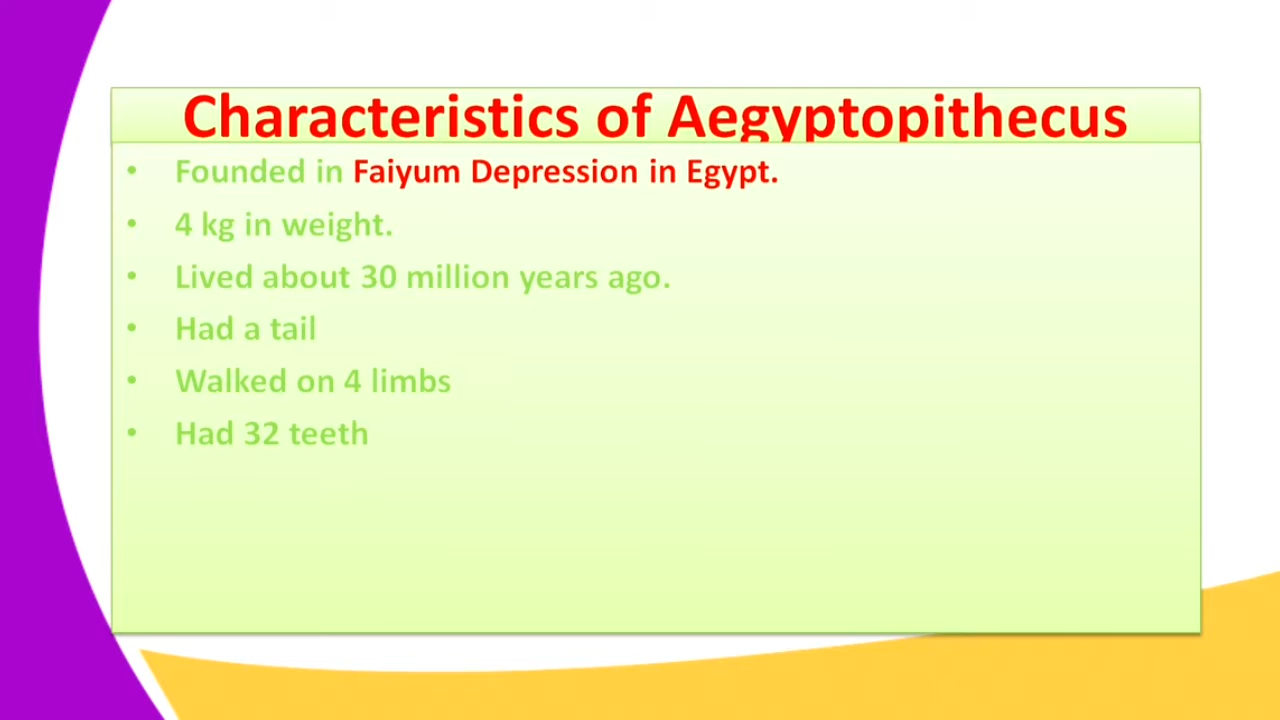 Characteristics of Aegyptopithecus
• Founded in Faiyum Depression in Egypt.
• 4 kg in weight.
• Lived about 30 million years ago.
• Had a tail
• Walked on 4 limbs
• Had 32 teeth